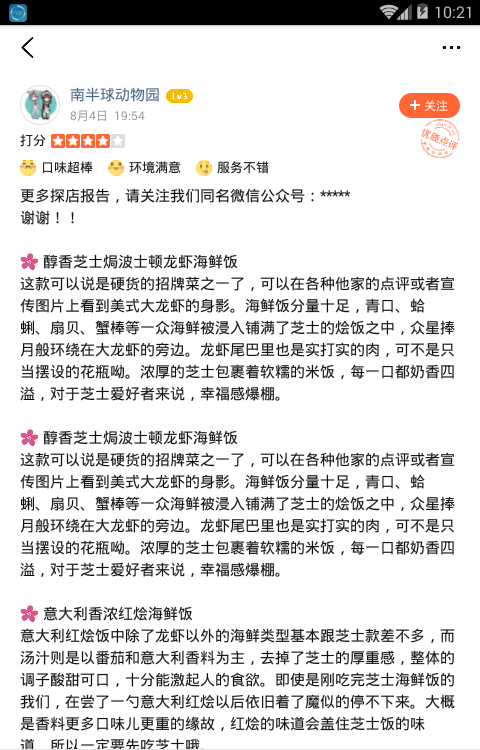 10:21
南半球动物园 Lv3
8月4日 19:54
+ 关注
优质点评
打分
口味超棒 环境满意 服务不错
更多探店报告，请关注我们同名微信公众号：*****
谢谢！！
醇香芝士焗波士顿龙虾海鲜饭
这款可以说是硬货的招牌菜之一了，可以在各种他家的点评或者宣
传图片上看到美式大龙虾的身影。海鲜饭分量十足，青口、蛤
蜊、扇贝、蟹棒等一众海鲜被浸入铺满了芝士的烩饭之中，众星捧
月般环绕在大龙虾的旁边。龙虾尾巴里也是实打实的肉，可不是只
当摆设的花瓶呦。浓厚的芝士包裹着软糯的米饭，每一口都奶香四
溢，对于芝士爱好者来说，幸福感爆棚。
醇香芝士焗波士顿龙虾海鲜饭
这款可以说是硬货的招牌菜之一了，可以在各种他家的点评或者宣
传图片上看到美式大龙虾的身影。海鲜饭分量十足，青口、蛤
蜊、扇贝、蟹棒等一众海鲜被浸入铺满了芝士的烩饭之中，众星捧
月般环绕在大龙虾的旁边。龙虾尾巴里也是实打实的肉，可不是只
当摆设的花瓶呦。浓厚的芝士包裹着软糯的米饭，每一口都奶香四
溢，对于芝士爱好者来说，幸福感爆棚。
意大利香浓红烩海鲜饭
意大利红烩饭中除了龙虾以外的海鲜类型基本跟芝士款差不多，而
汤汁则是以番茄和意大利香料为主，去掉了芝士的厚重感，整体的
调子酸甜可口，十分能激起人的食欲。即使是刚吃完芝士海鲜饭的
我们，在尝了一勺意大利红烩以后依旧着了魔似的停不下来。大概
是香料更多口味儿更重的缘故，红烩的味道会盖住芝士饭的味
道，所以一定要先吃芝士哦。